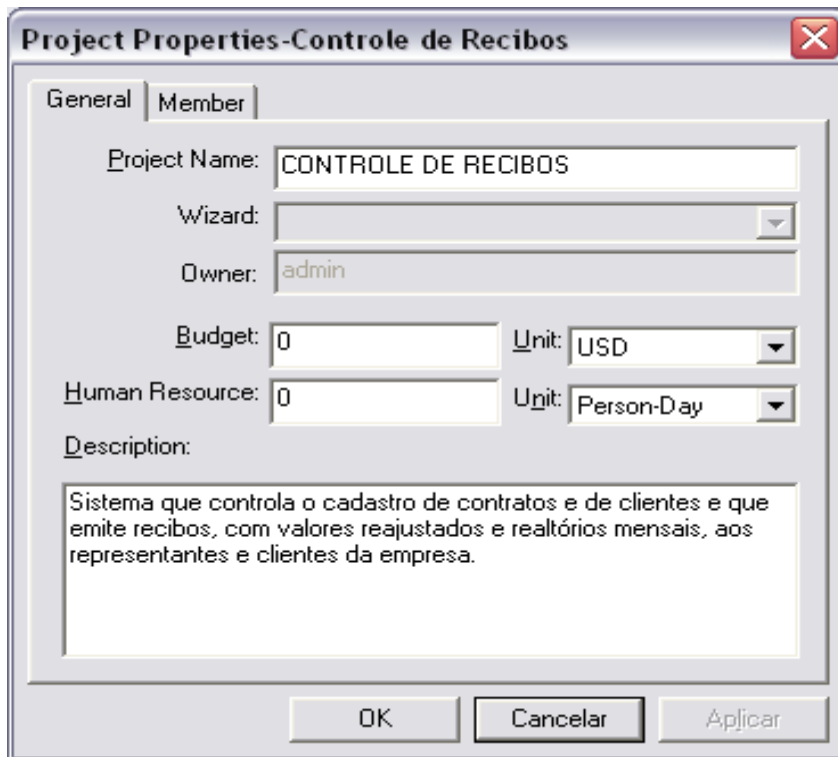 Project Properties-Controle de Recibos
General Member
Project Name: CONTROLE DE RECIBOS
Wizard:
Owner: admin
Budget: 0 Unit: USD
Human Resource: 0 Unit: Person-Day
Description:
Sistema que controla o cadastro de contratos e de clientes e que
emite recibos, com valores reajustados e realtórios mensais, aos
representantes e clientes da empresa.
OK Cancelar Aplicar